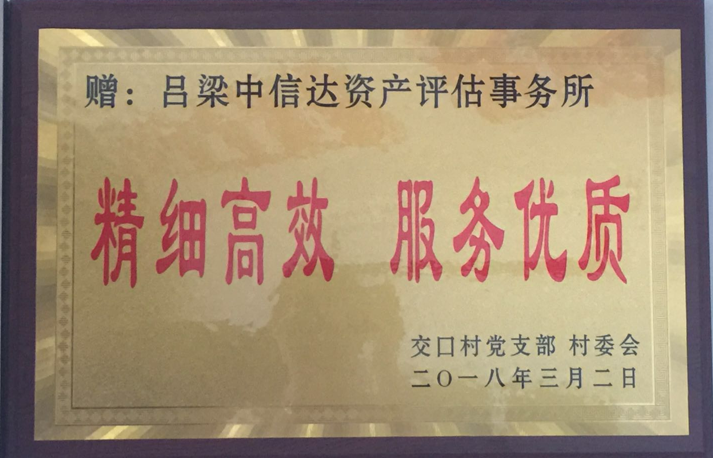 赠：吕梁中信达资产评估事务所
精细高效 服务优质
交口村党支部 村委会
二〇一八年三月二日